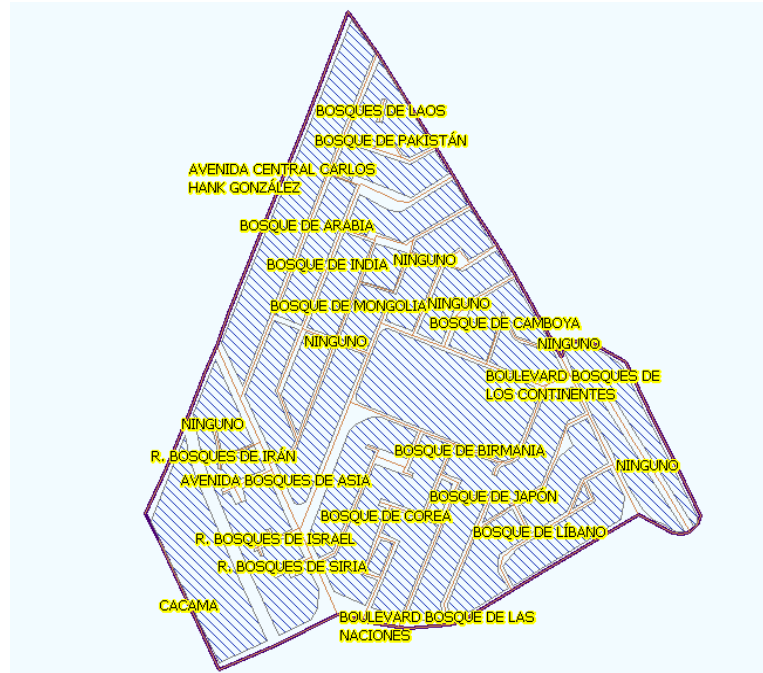 BOSQUES DE LAOS
BOSQUE DE PAKISTÁN
AVENIDA CENTRAL CARLOS
HANK GONZÁLEZ
BOSQUE DE ARABIA
NINGUNO
BOSQUE DE INDIA
NINGUNO
BOSQUE DE MONGOLIA
BOSQUE DE CAMBOYA
NINGUNO
NINGUNO
BOULEVARD BOSQUES DE
LOS CONTINENTES
NINGUNO
BOSQUE DE BIRMANIA
R. BOSQUES DE IRÁN
NINGUNO
AVENIDA BOSQUES DE ASIA
BOSQUE DE JAPÓN
BOSQUE DE COREA
BOSQUE DE LÍBANO
R. BOSQUES DE ISRAEL
R. BOSQUES DE SIRIA
CACAMA
BOULEVARD BOSQUE DE LAS
NACIONES